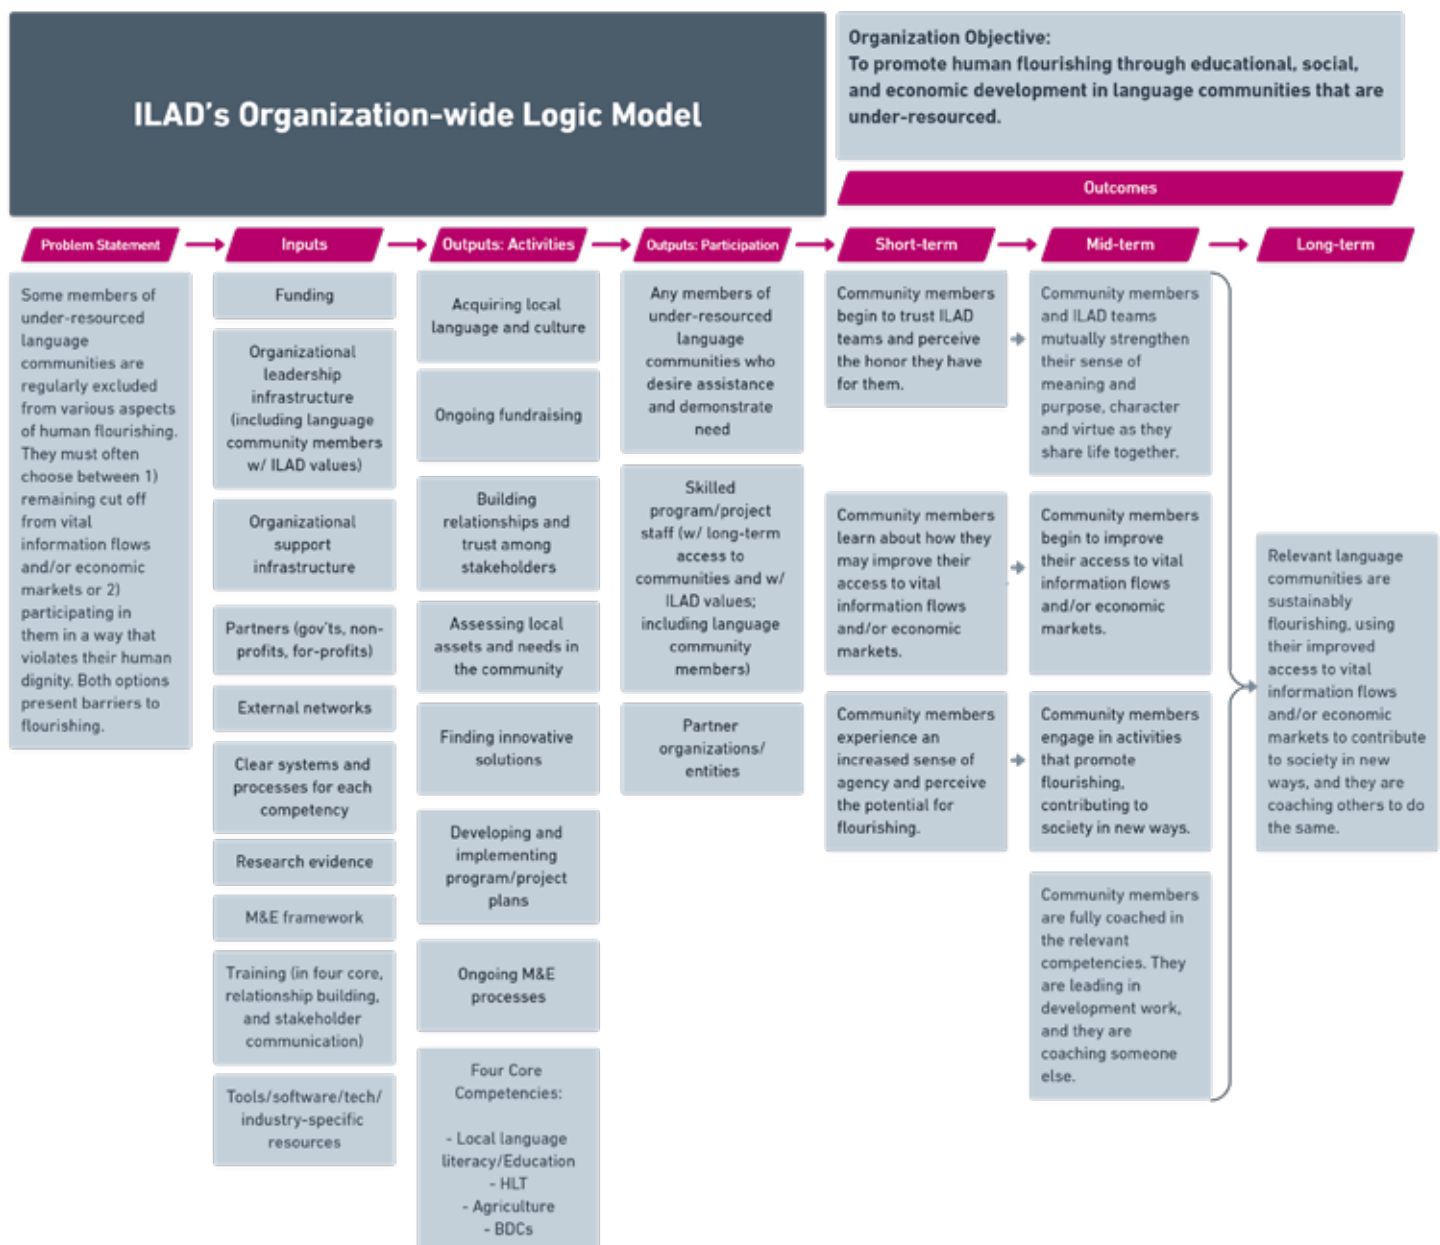 ILAD's Organization-wide Logic Model
Organization Objective:
To promote human flourishing through educational, social,
and economic development in language communities that are
under-resourced.
Outcomes
Problem Statement
Inputs
Outputs: Activities
Outputs: Participation
Short-term
Mid-term
Long-term
Some members of
under-resourced
language
communities are
regularly excluded
from various aspects
of human flourishing.
They must often
choose between 1)
remaining cut off
from vital
information flows
and/or economic
markets or 2)
participating in
them in a way that
violates their human
dignity. Both options
present barriers to
flourishing.
Funding
Organizational
leadership
infrastructure
(including language
community members
w/ ILAD values)
Organizational
support
infrastructure
Partners (gov'ts, non-
profits, for-profits)
External networks
Clear systems and
processes for each
competency
Research evidence
M&E framework
Training (in four core,
relationship building,
and stakeholder
communication)
Tools/software/tech/
industry-specific
resources
Acquiring local
language and culture
Ongoing fundraising
Building
relationships and
trust among
stakeholders
Assessing local
assets and needs in
the community
Finding innovative
solutions
Developing and
implementing
program/project
plans
Ongoing M&E
processes
Four Core
Competencies:
- Local language
literacy/Education
- HLT
- Agriculture
- BDCs
Any members of
under-resourced
language
communities who
desire assistance
and demonstrate
need
Skilled
program/project
staff (w/ long-term
access to
communities and w/
ILAD values;
including language
community
members)
Partner
organizations/
entities
Community members
begin to trust ILAD
teams and perceive
the honor they have
for them.
Community members
learn about how they
may improve their
access to vital
information flows
and/or economic
markets.
Community members
experience an
increased sense of
agency and perceive
the potential for
flourishing.
Community members
and ILAD teams
mutually strengthen
their sense of
meaning and
purpose, character
and virtue as they
share life together.
Community members
begin to improve
their access to vital
information flows
and/or economic
markets.
Community members
engage in activities
that promote
flourishing,
contributing to
society in new ways.
Community members
are fully coached in
the relevant
competencies. They
are leading in
development work,
and they are
coaching someone
else.
Relevant language
communities are
sustainably
flourishing, using
their improved
access to vital
information flows
and/or economic
markets to contribute
to society in new
ways, and they are
coaching others to do
the same.